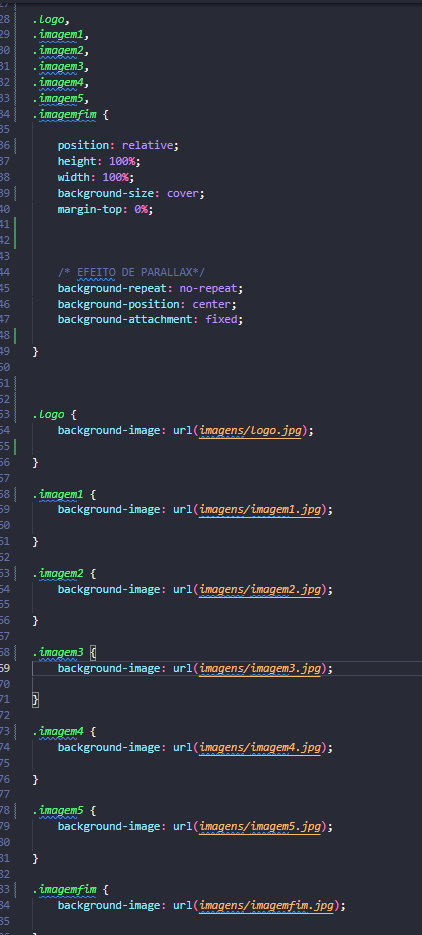 27
28 .logo,
29 .imagem1,
30 .imagem2,
31 .imagem3,
32 .imagem4,
33 .imagem5,
34 .imagemfim {
35
36 position: relative;
37 height: 100%;
38 width: 100%;
39 background-size: cover;
40 margin-top: 0%;
41
42
43
44 /* EFEITO DE PARALLAX*/
45 background-repeat: no-repeat;
46 background-position: center;
47 background-attachment: fixed;
48
49 }
50
51
52
53 .logo {
54 background-image: url(imagens/logo.jpg);
55
56 }
57
58 .imagem1 {
59 background-image: url(imagens/imagem1.jpg);
60
61 }
62
63 .imagem2 {
64 background-image: url(imagens/imagem2.jpg);
65
66 }
67
68 .imagem3 {
69 background-image: url(imagens/imagem3.jpg);
70
71 }
72
73 .imagem4 {
74 background-image: url(imagens/imagem4.jpg);
75
76 }
77
78 .imagem5 {
79 background-image: url(imagens/imagem5.jpg);
80
81 }
82
83 .imagemfim {
84 background-image: url(imagens/imagemfim.jpg);
85